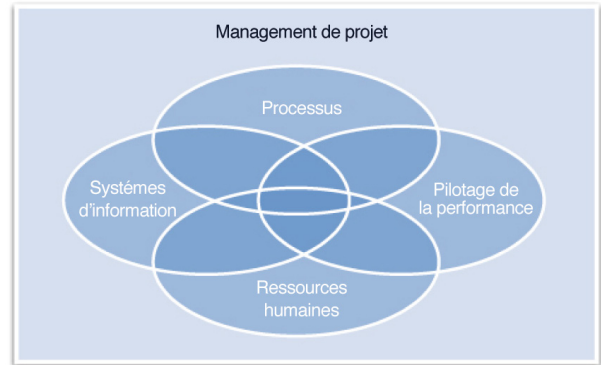 Management de projet
Processus
Systémes
d'information
Pilotage de
la performance
Ressources
humaines